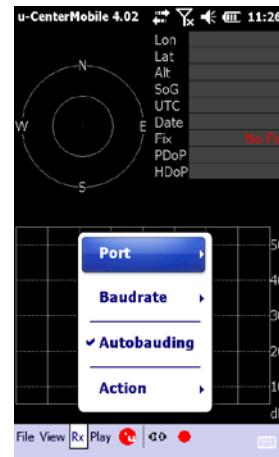 u-CenterMobile 4.02 11:26
Lon
Lat
Alt
SoG
UTC
Date
Fix No Fix
PDoP
HDoP
N
W E
S
Port
Baudrate
Autobauding
Action
File View Rx Play